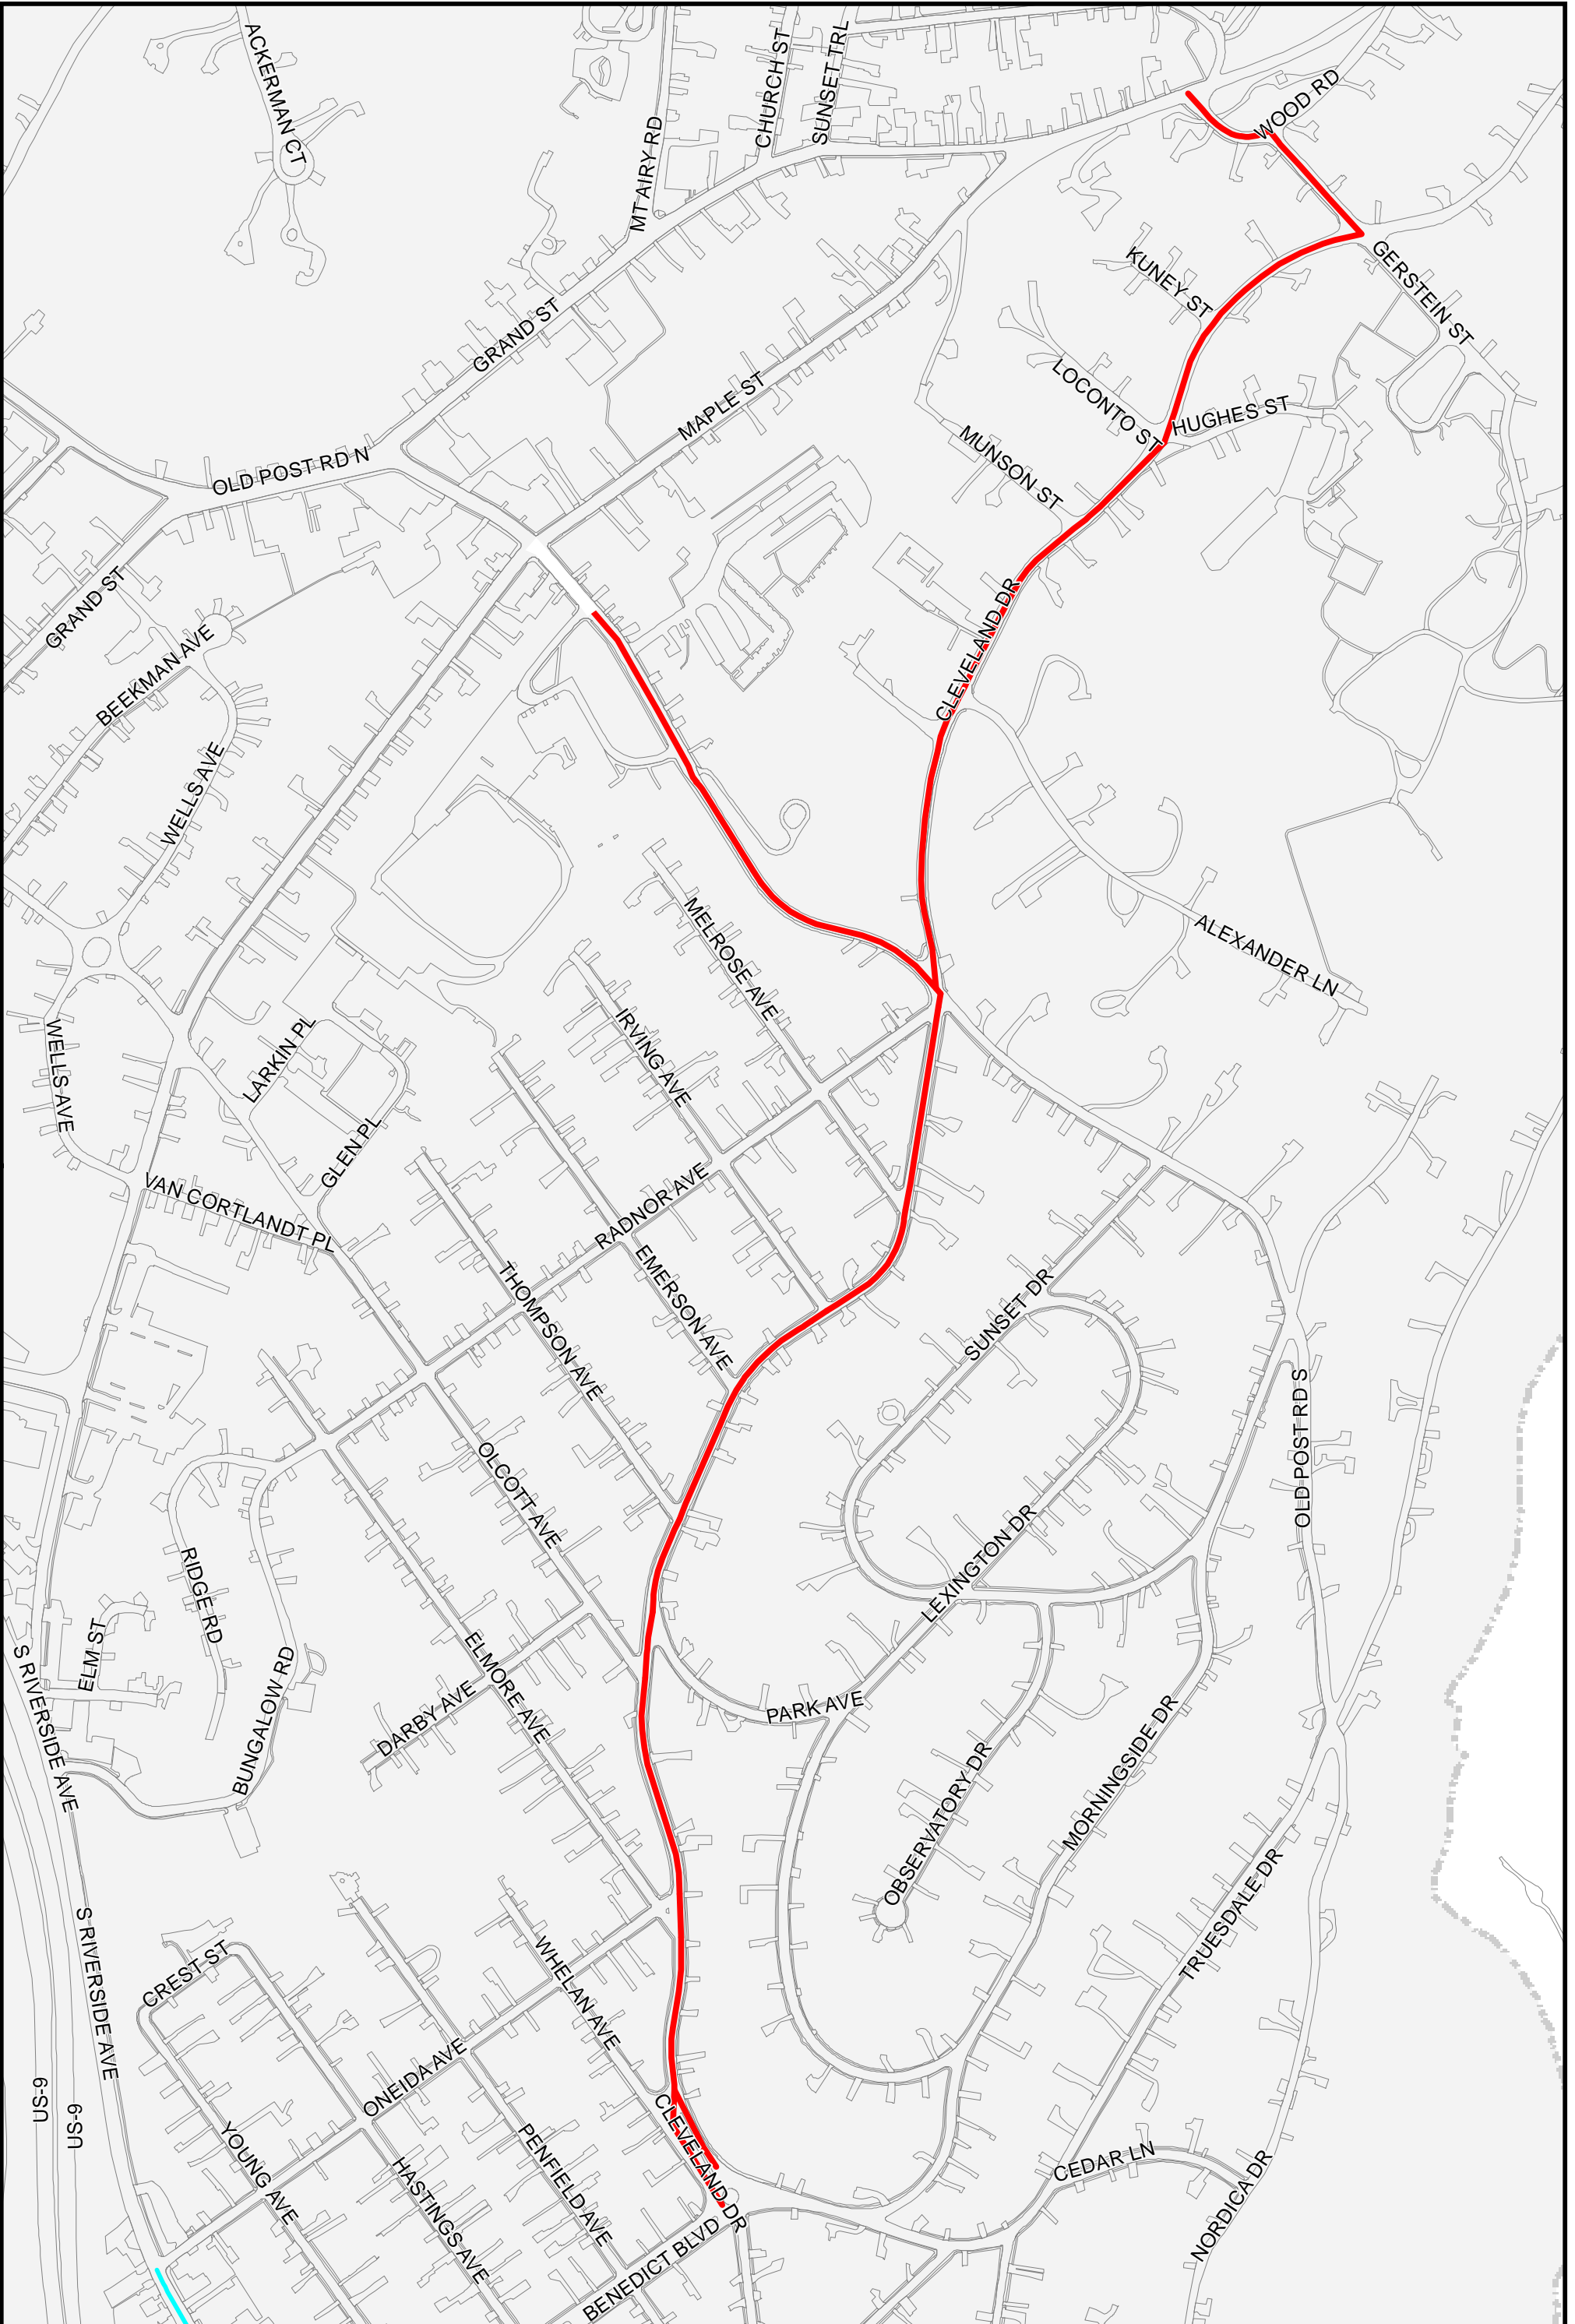 ACKERMAN CT
MT AIRY RD
CHURCH ST
SUNSET TRL
WOOD RD
GERSTEIN ST
KUNEY ST
GRAND ST
LOCONTO ST
HUGHES ST
MAPLE ST
MUNSON ST
OLD POST RD N
GRAND ST
BEEKMAN AVE
CLEVELAND DR
WELLS AVE
MELROSE AVE
ALEXANDER LN
IRVING AVE
LARKIN PL
WELLS AVE
GLEN PL
VAN CORTLANDT PL
RADNOR AVE
EMERSON AVE
THOMPSON AVE
SUNSET DR
OLD POST RD S
OLCOTT AVE
LEXINGTON DR
RIDGE RD
ELM ST
S RIVERSIDE AVE
BUNGALOW RD
ELMORE AVE
DARBY AVE
PARK AVE
OBSERVATORY DR
MORNINGSIDE DR
TRUESDALE DR
S RIVERSIDE AVE
CREST ST
WHELAN AVE
ONEIDA AVE
US-9
US-9
YOUNG AVE
HASTINGS AVE
PENFIELD AVE
CLEVELAND DR
CEDAR LN
NORDICA DR
BENEDICT BLVD